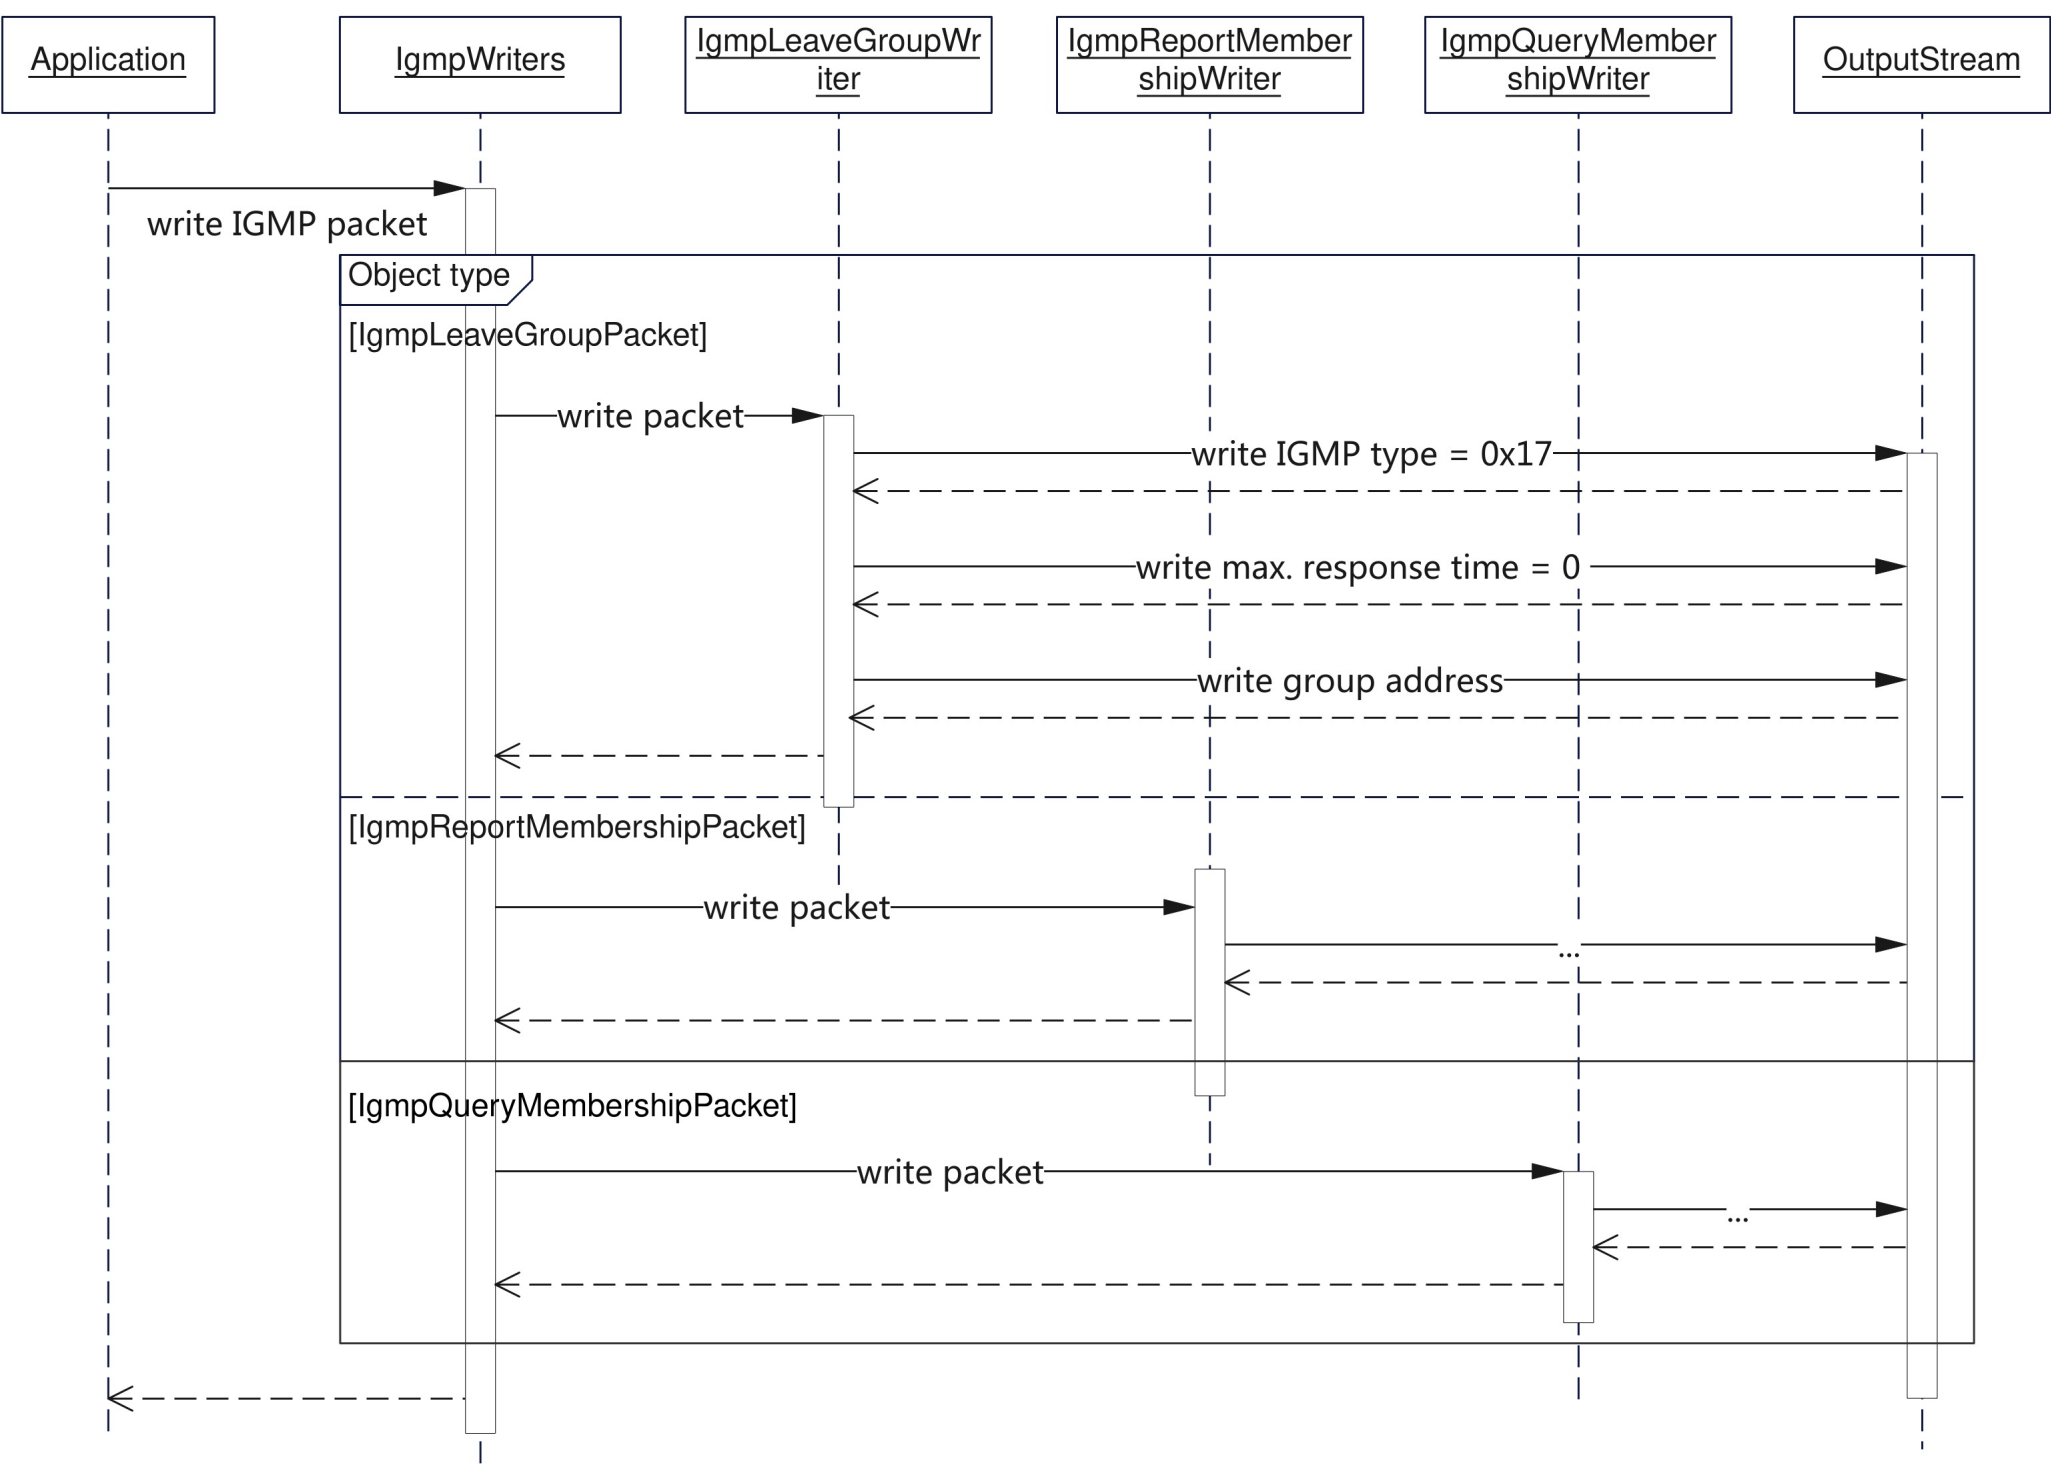 Application
IgmpWriters
IgmpLeaveGroupWr
iter
IgmpReportMember
shipWriter
IgmpQueryMember
shipWriter
OutputStream
write IGMP packet
Object type
[IgmpLeaveGroupPacket]
write packet
write IGMP type = 0x17
write max. response time = 0
write group address
[IgmpReportMembershipPacket]
write packet
...
[IgmpQueryMembershipPacket]
write packet
...